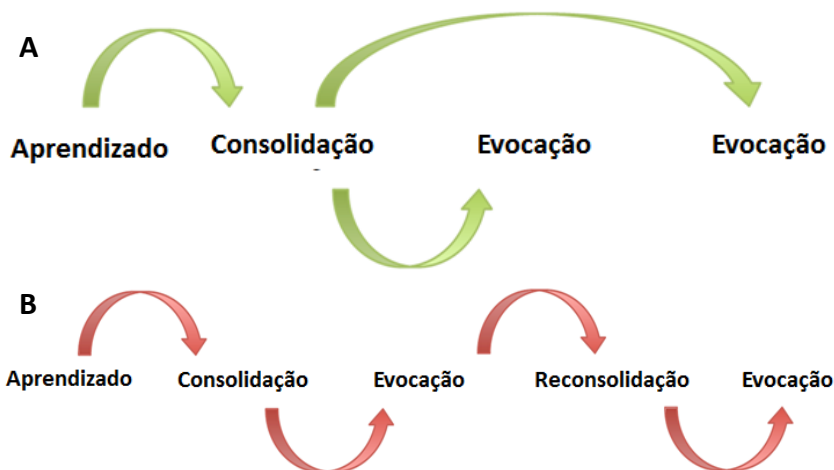 A
Aprendizado Consolidação Evocação Evocação
B
Aprendizado Consolidação Evocação Reconsolidação Evocação